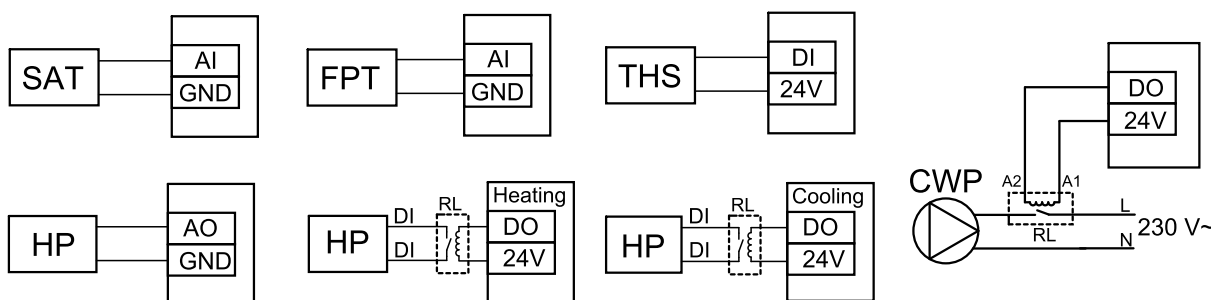 SAT
AI
GND
FPT
AI
GND
THS
DI
24V
DO
24V
HP
AO
GND
HP
DI
DI
RL
Heating
DO
24V
HP
DI
DI
RL
Cooling
DO
24V
CWP
A2 A1
RL
L
N
230 V~